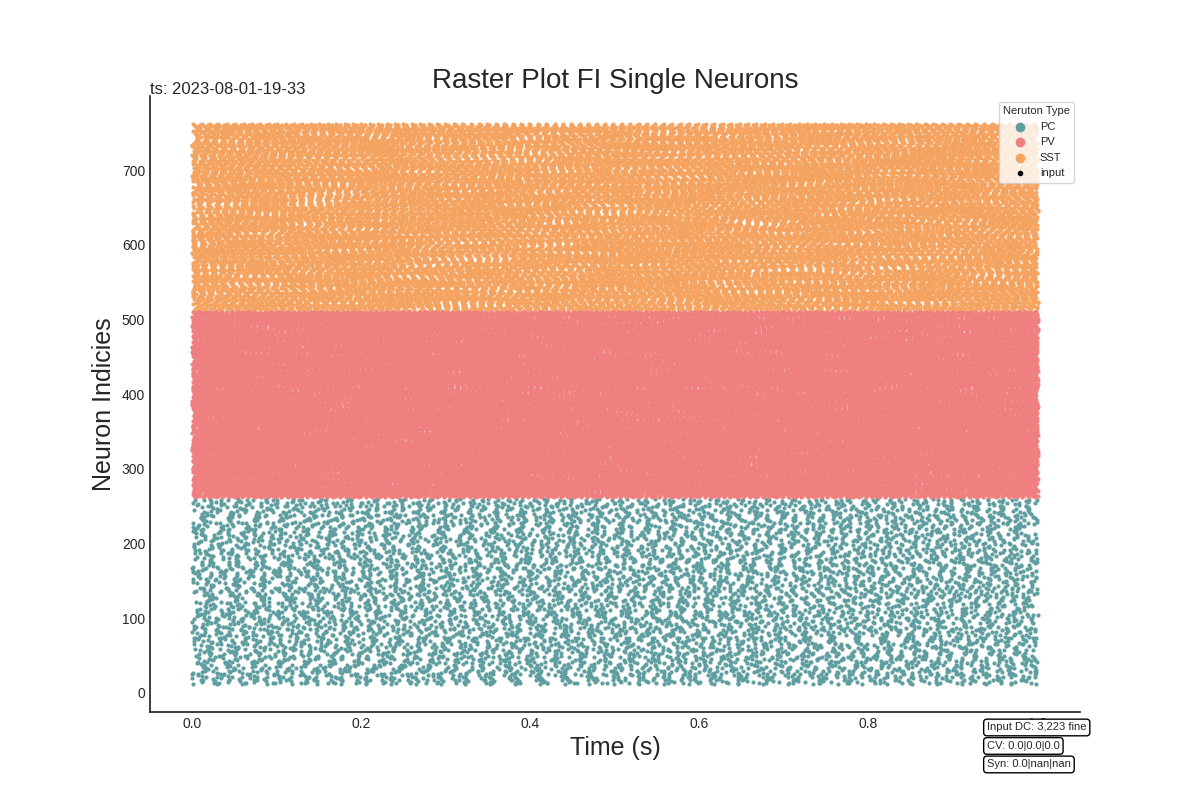 Raster Plot FI Single Neurons
ts: 2023-08-01-19-33
Neruton Type
PC
PV
SST
input
Neuron Indicies
700
600
500
400
300
200
100
0
0.0 0.2 0.4 0.6 0.8
Time (s)
Input DC: 3,223 fine
CV: 0.0|0.0|0.0
Syn: 0.0|nan|nan